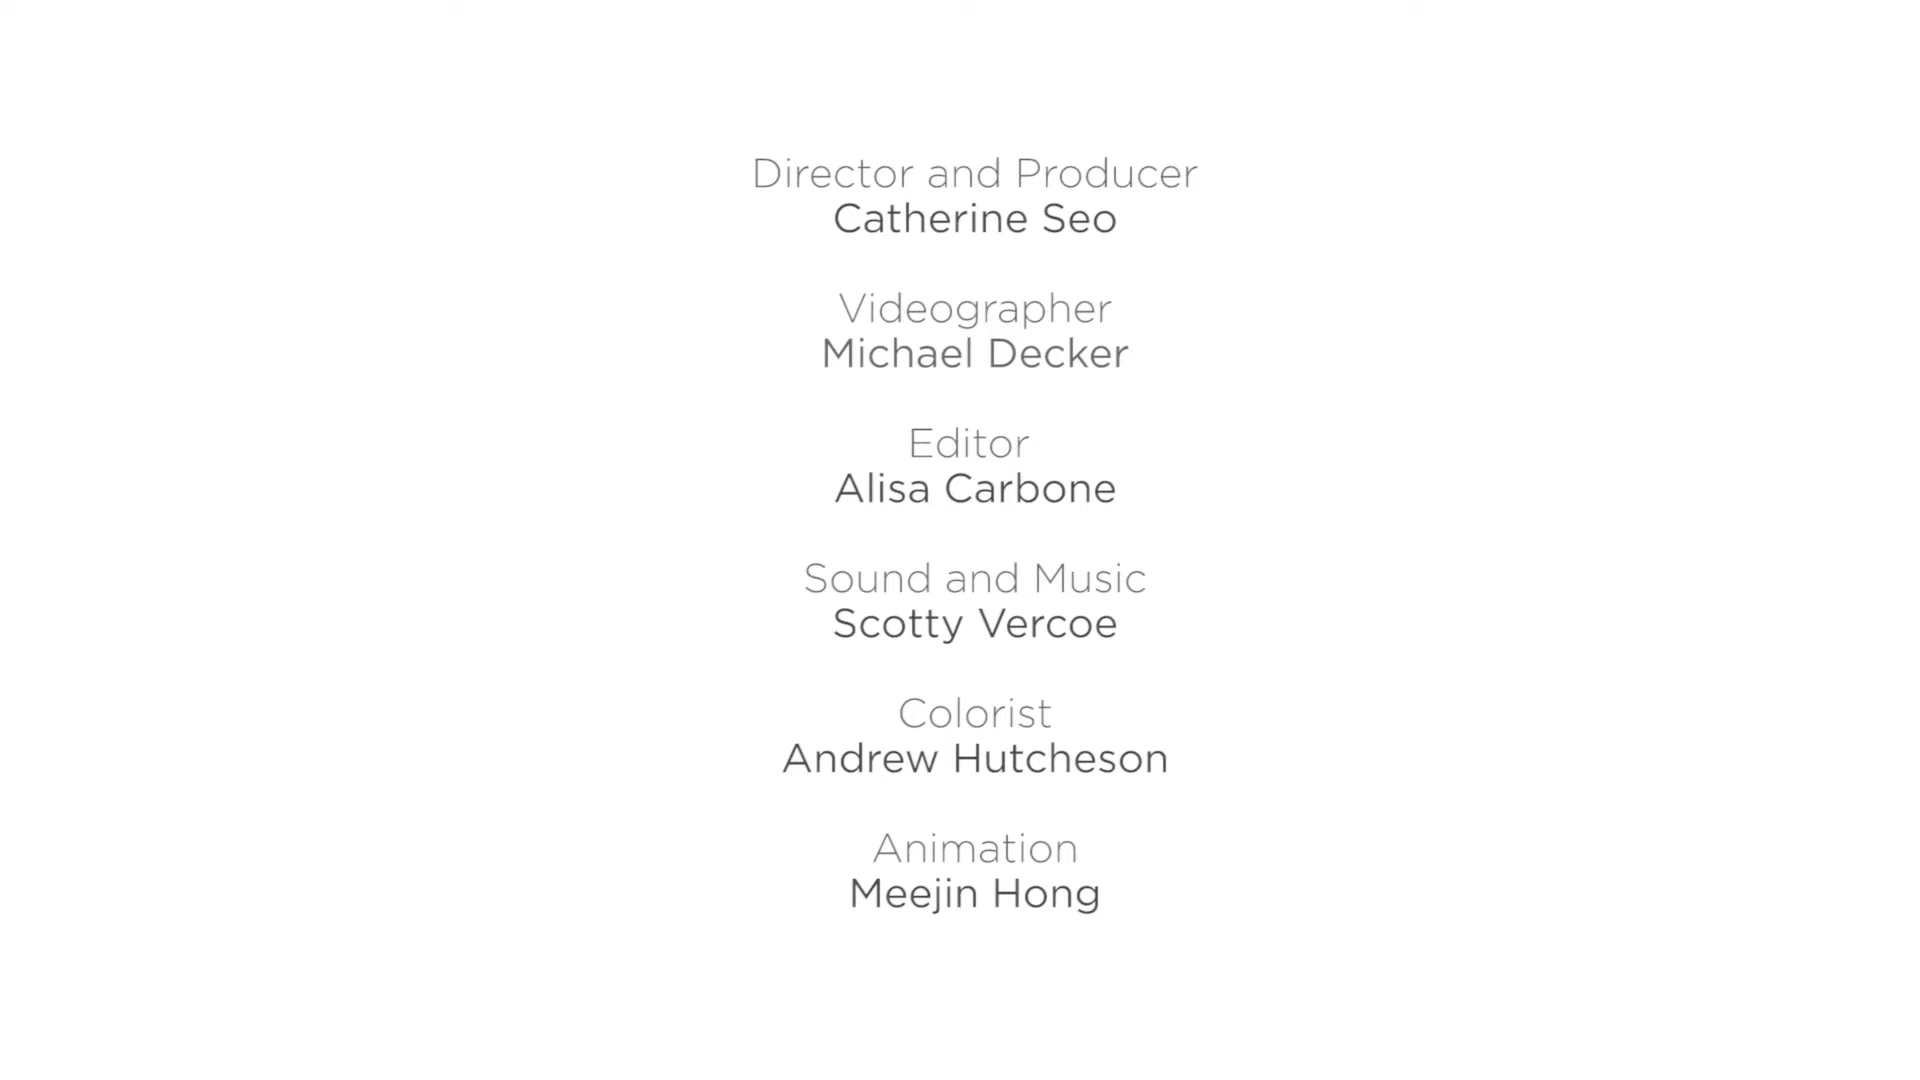 Director and Producer
Catherine Seo
Videographer
Michael Decker
Editor
Alisa Carbone
Sound and Music
Scotty Vercoe
Colorist
Andrew Hutcheson
Animation
Meejin Hong